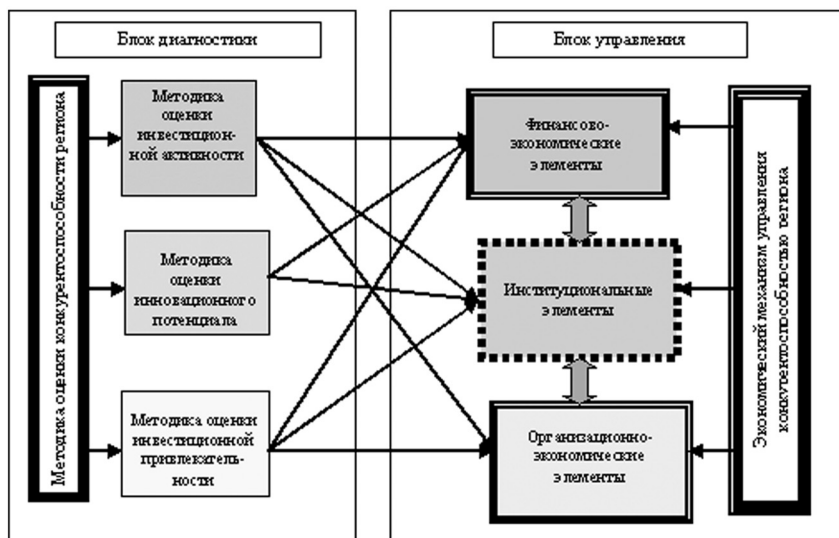 Блок диагностики
Методика оценки конкурентоспособности региона
Методика
оценки
инвестицион-
ной активности
Методика
оценки
инновационного
потенциала
Методика оценки
инвестиционной
привлекатель-
ности
Блок управления
Финансово-
экономические
элементы
Институциональные
элементы
Организационно-
экономические
элементы
Экономический механизм управления
конкурентоспособностью региона